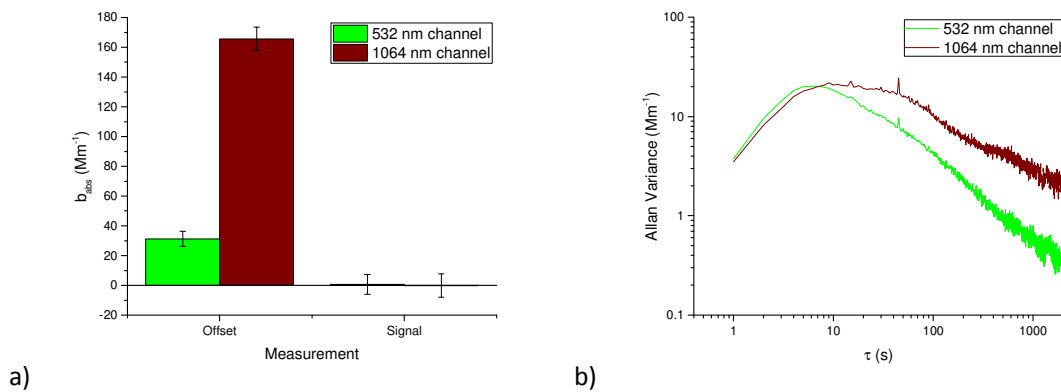 180
160
140
120
100
80
60
40
20
0
-20
b_abs (Mm⁻¹)
532 nm channel
1064 nm channel
Offset
Signal
Measurement
a)
100
10
1
0.1
Allan Variance (Mm⁻¹)
532 nm channel
1064 nm channel
1
10
100
1000
τ (s)
b)